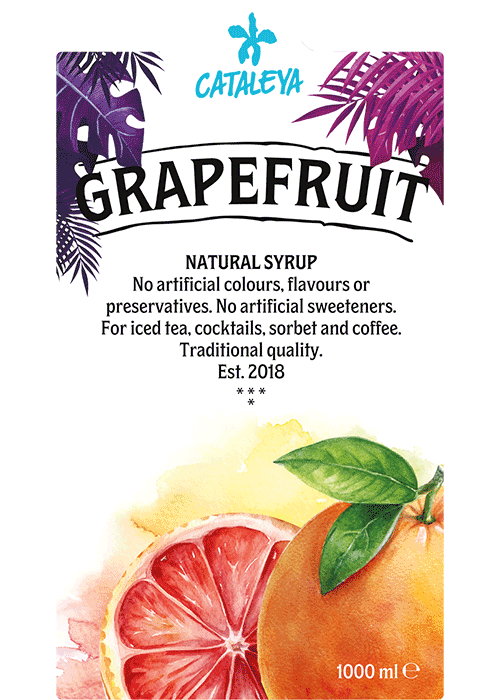 CATALEYA
GRAPEFRUIT
NATURAL SYRUP
No artificial colours, flavours or
preservatives. No artificial sweeteners.
For iced tea, cocktails, sorbet and coffee.
Traditional quality.
Est. 2018
***
*
1000 ml ℮